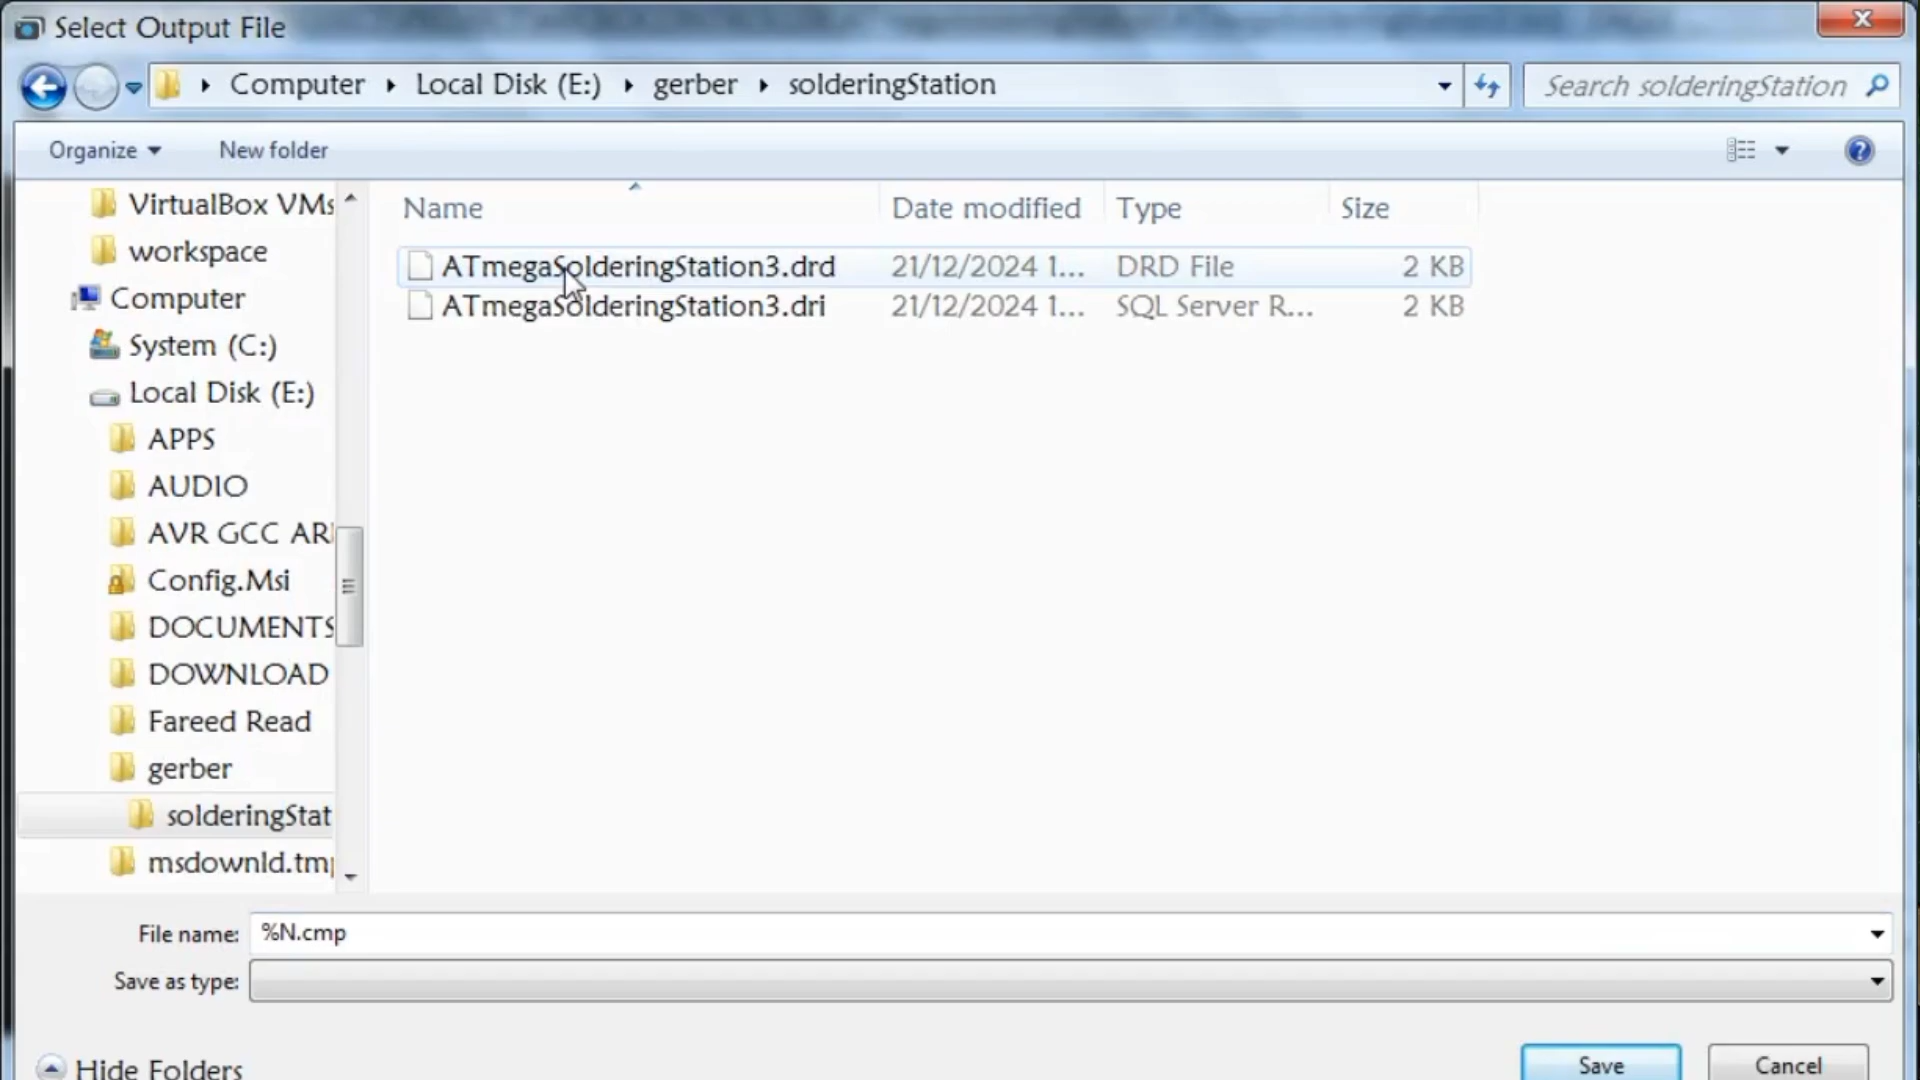 Select Output File
Computer Local Disk (E:) gerber solderingStation Search solderingStation
Organize New folder
Name Date modified Type Size
ATmegaSolderingStation3.drd 21/12/2024 1... DRD File 2 KB
ATmegaSolderingStation3.dri 21/12/2024 1... SQL Server R... 2 KB
VirtualBox VMs
workspace
Computer
System (C:)
Local Disk (E:)
APPS
AUDIO
AVR GCC AR
Config.Msi
DOCUMENTS
DOWNLOAD
Fareed Read
gerber
solderingStat
msdownld.tmp
File name: %N.cmp
Save as type:
Hide Folders Save Cancel